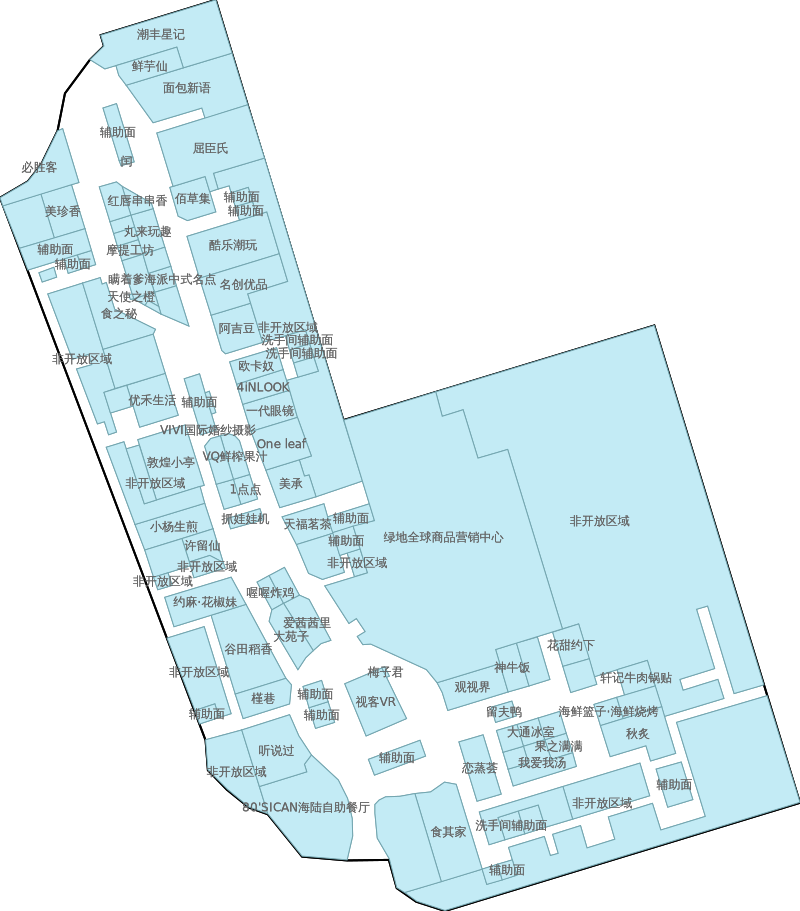 潮丰星记
鲜芋仙
面包新语
辅助面
屈臣氏
闰
必胜客
红唇串串香
佰草集
辅助面
美珍香
辅助面
丸来玩趣
辅助面
摩提工坊
酷乐潮玩
辅助面
瞒着爹海派中式名点
名创优品
天使之橙
食之秘
阿吉豆
非开放区域
洗手间辅助面
洗手间辅助面
非开放区域
欧卡奴
4iNLOOK
优禾生活
辅助面
一代眼镜
VIVI国际婚纱摄影
One leaf
敦煌小亭
VQ鲜榨果汁
非开放区域
1点点
美承
抓娃娃机
辅助面
天福茗茶
小杨生煎
绿地全球商品营销中心
非开放区域
许留仙
辅助面
非开放区域
非开放区域
非开放区域
喔喔炸鸡
约麻·花椒妹
爱茜茜里
大苑子
谷田稻香
花甜约下
神牛饭
非开放区域
梅千君
轩记牛肉锅贴
观视界
槿巷
辅助面
视客VR
辅助面
辅助面
留夫鸭
海鲜篮子·海鲜烧烤
大通冰室
秋炙
果之满满
听说过
辅助面
恋蒸荟
我爱我汤
非开放区域
辅助面
80'SICAN海陆自助餐厅
非开放区域
食其家
洗手间辅助面
辅助面